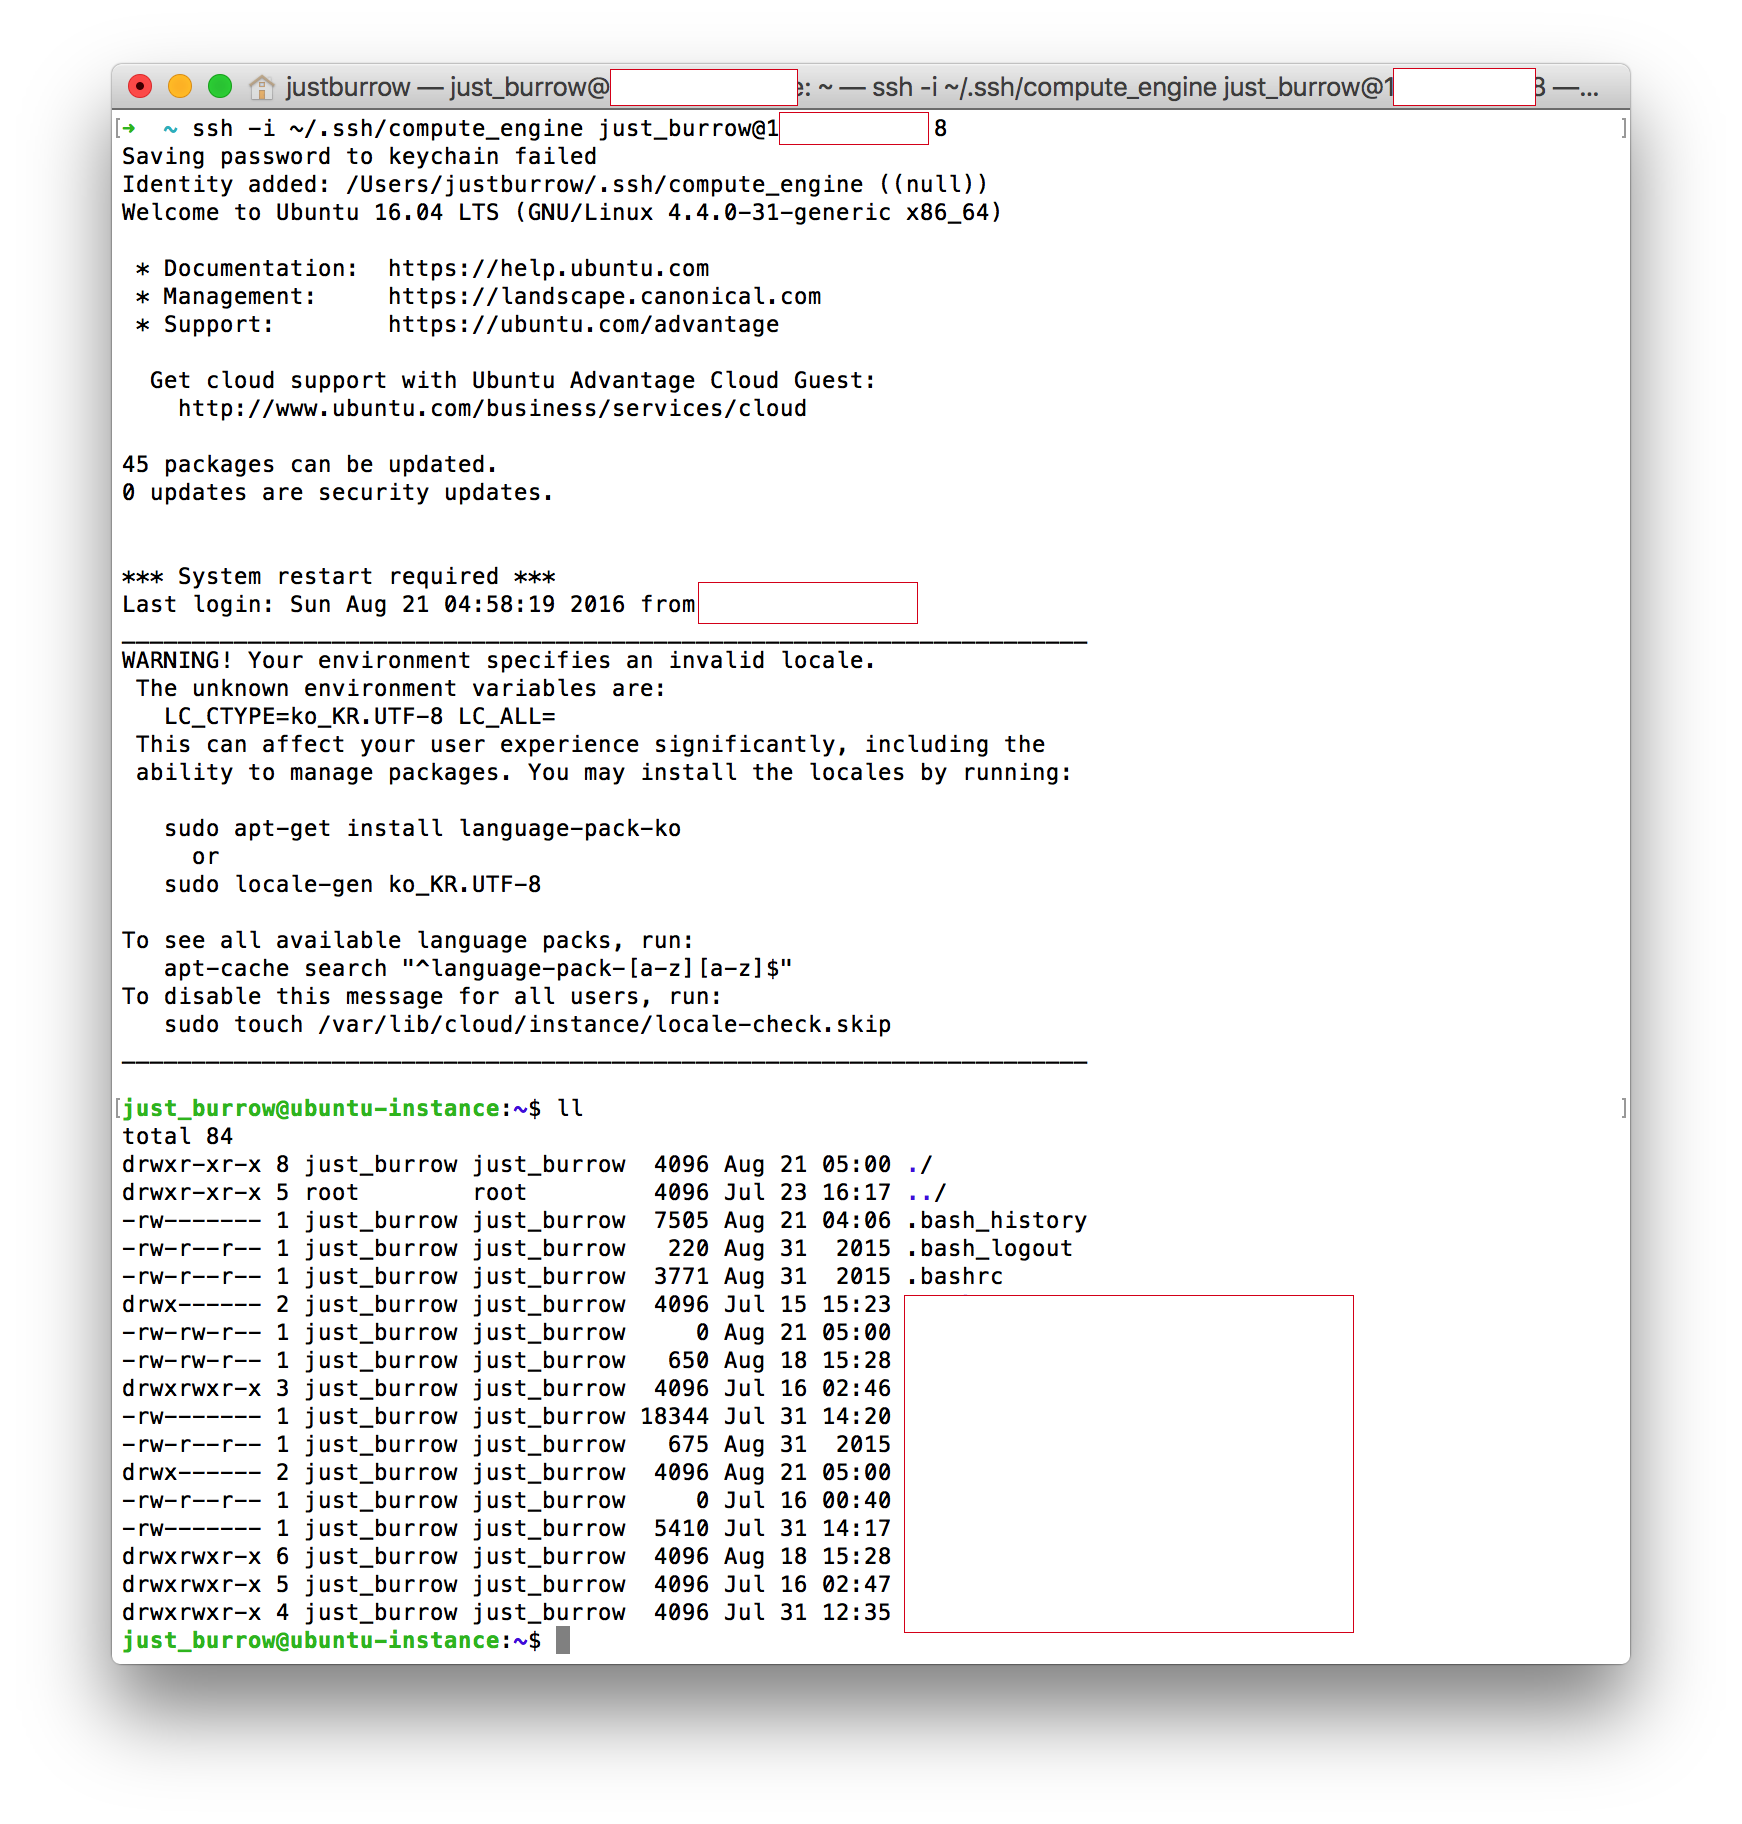 justburrow — just_burrow@ e: ~ — ssh -i ~/.ssh/compute_engine just_burrow@1 8 —...
➜  ~ ssh -i ~/.ssh/compute_engine just_burrow@1 8
Saving password to keychain failed
Identity added: /Users/justburrow/.ssh/compute_engine ((null))
Welcome to Ubuntu 16.04 LTS (GNU/Linux 4.4.0-31-generic x86_64)
 * Documentation:  https://help.ubuntu.com
 * Management:     https://landscape.canonical.com
 * Support:        https://ubuntu.com/advantage
  Get cloud support with Ubuntu Advantage Cloud Guest:
    http://www.ubuntu.com/business/services/cloud
45 packages can be updated.
0 updates are security updates.
*** System restart required ***
Last login: Sun Aug 21 04:58:19 2016 from
_____________________________________________________________________
WARNING! Your environment specifies an invalid locale.
 The unknown environment variables are:
   LC_CTYPE=ko_KR.UTF-8 LC_ALL=
 This can affect your user experience significantly, including the
 ability to manage packages. You may install the locales by running:
   sudo apt-get install language-pack-ko
     or
   sudo locale-gen ko_KR.UTF-8
To see all available language packs, run:
   apt-cache search "^language-pack-[a-z][a-z]$"
To disable this message for all users, run:
   sudo touch /var/lib/cloud/instance/locale-check.skip
_____________________________________________________________________
just_burrow@ubuntu-instance:~$ ll
total 84
drwxr-xr-x 8 just_burrow just_burrow  4096 Aug 21 05:00 ./
drwxr-xr-x 5 root        root         4096 Jul 23 16:17 ../
-rw------- 1 just_burrow just_burrow  7505 Aug 21 04:06 .bash_history
-rw-r--r-- 1 just_burrow just_burrow   220 Aug 31  2015 .bash_logout
-rw-r--r-- 1 just_burrow just_burrow  3771 Aug 31  2015 .bashrc
drwx------ 2 just_burrow just_burrow  4096 Jul 15 15:23
-rw-rw-r-- 1 just_burrow just_burrow     0 Aug 21 05:00
-rw-rw-r-- 1 just_burrow just_burrow   650 Aug 18 15:28
drwxrwxr-x 3 just_burrow just_burrow  4096 Jul 16 02:46
-rw------- 1 just_burrow just_burrow 18344 Jul 31 14:20
-rw-r--r-- 1 just_burrow just_burrow   675 Aug 31  2015
drwx------ 2 just_burrow just_burrow  4096 Aug 21 05:00
-rw-r--r-- 1 just_burrow just_burrow     0 Jul 16 00:40
-rw------- 1 just_burrow just_burrow  5410 Jul 31 14:17
drwxrwxr-x 6 just_burrow just_burrow  4096 Aug 18 15:28
drwxrwxr-x 5 just_burrow just_burrow  4096 Jul 16 02:47
drwxrwxr-x 4 just_burrow just_burrow  4096 Jul 31 12:35
just_burrow@ubuntu-instance:~$